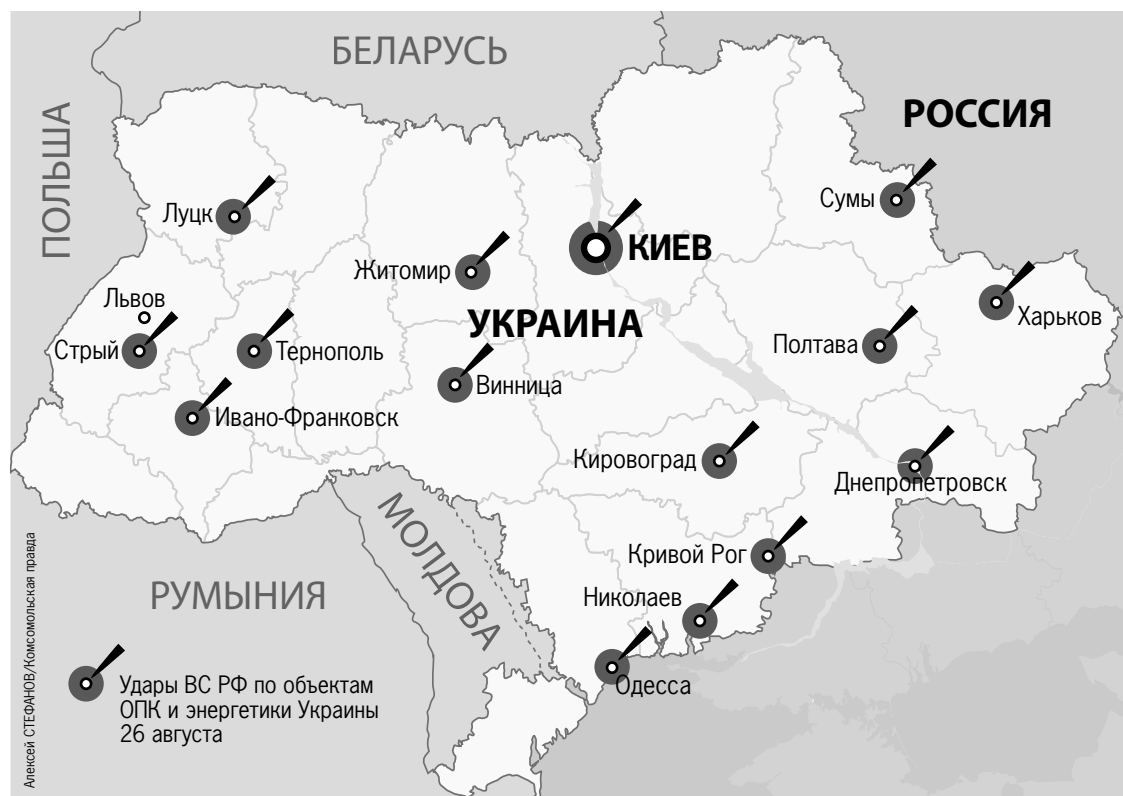 БЕЛАРУСЬ
ПОЛЬША
РОССИЯ
Луцк
Сумы
КИЕВ
Житомир
Львов
УКРАИНА
Харьков
Стрый
Тернополь
Полтава
Винница
Ивано-Франковск
Кировоград
Днепропетровск
МОЛДОВА
Кривой Рог
РУМЫНИЯ
Николаев
Одесса
Удары ВС РФ по объектам
ОПК и энергетики Украины
26 августа
Алексей СТЕФАНОВ/Комсомольская правда